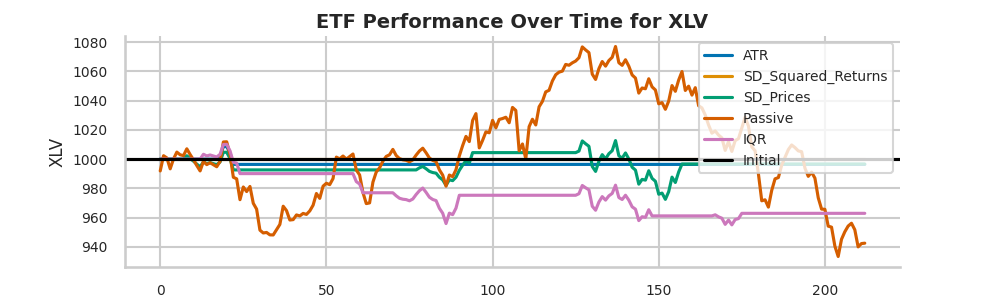 ETF Performance Over Time for XLV
XLV
1080
1060
1040
1020
1000
980
960
940
0
50
100
150
200
ATR
SD_Squared_Returns
SD_Prices
Passive
IQR
Initial